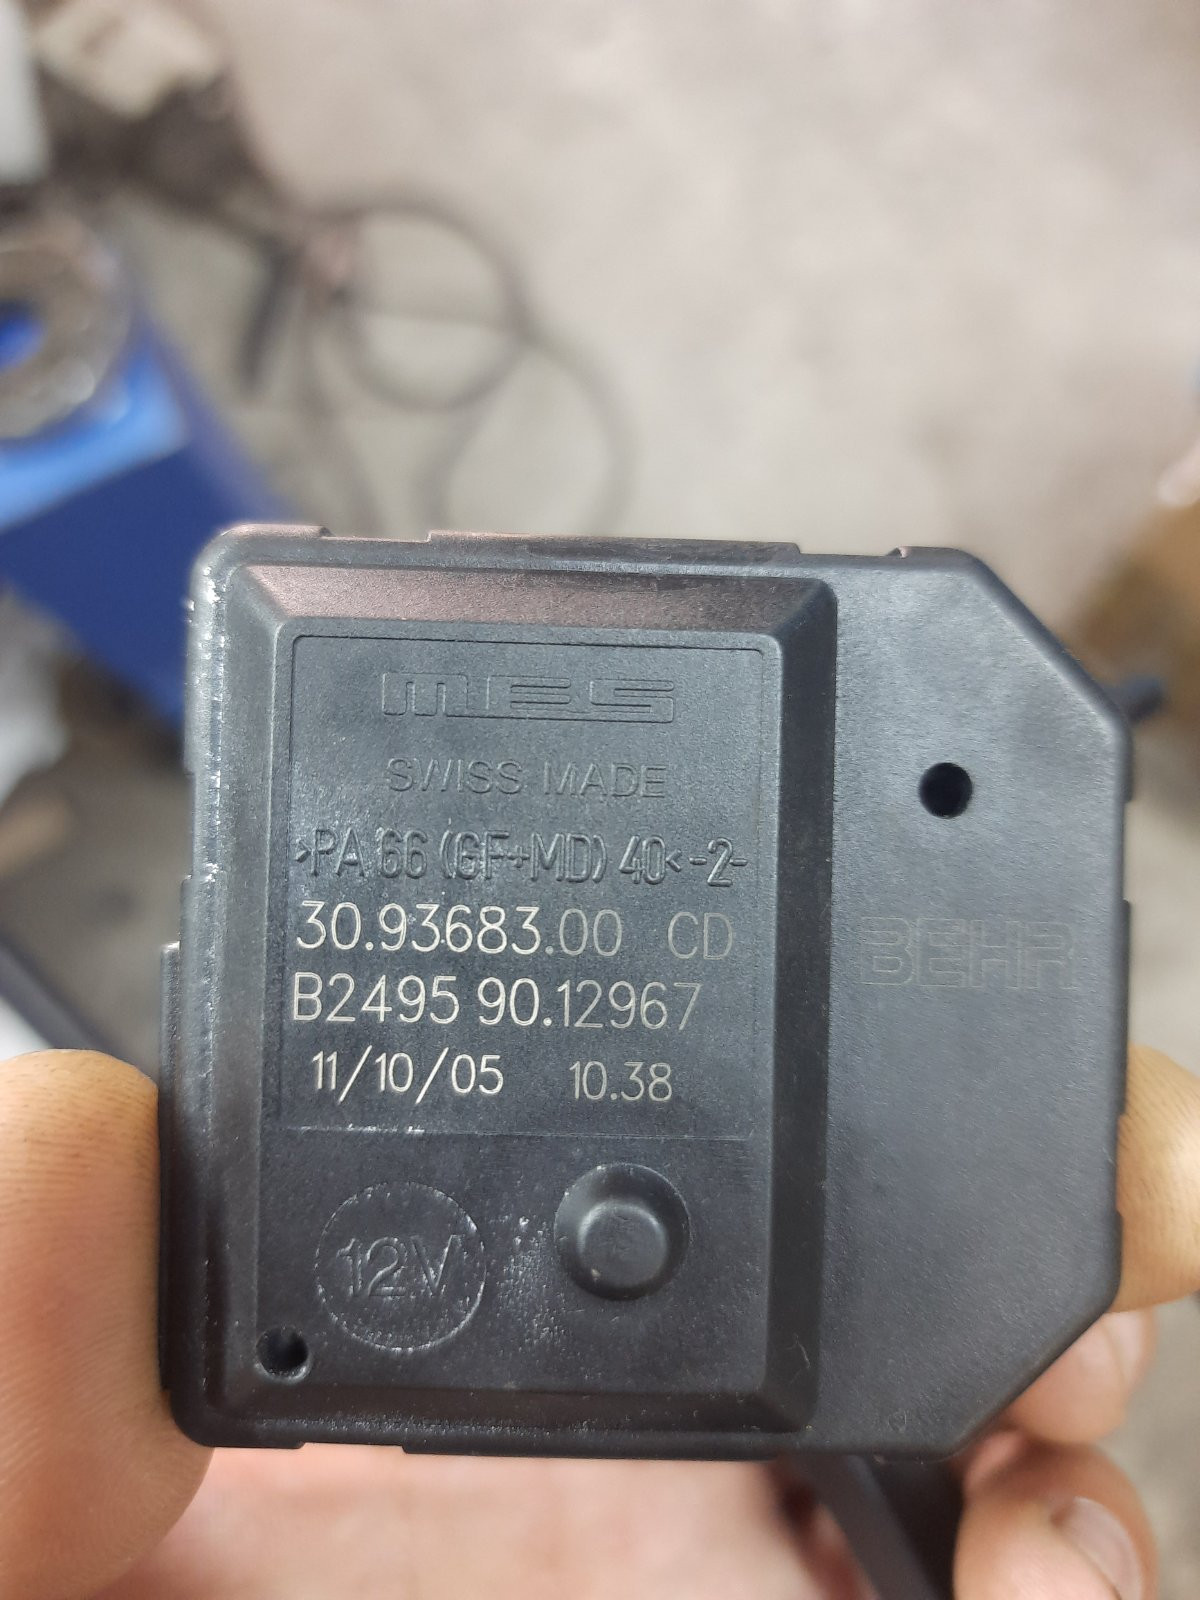 MES
SWISS MADE
>PA 66 (GF+MD) 40< -2-
30.93683.00 CD
B2495 90.12967
11/10/05 10.38
BEHR
12V